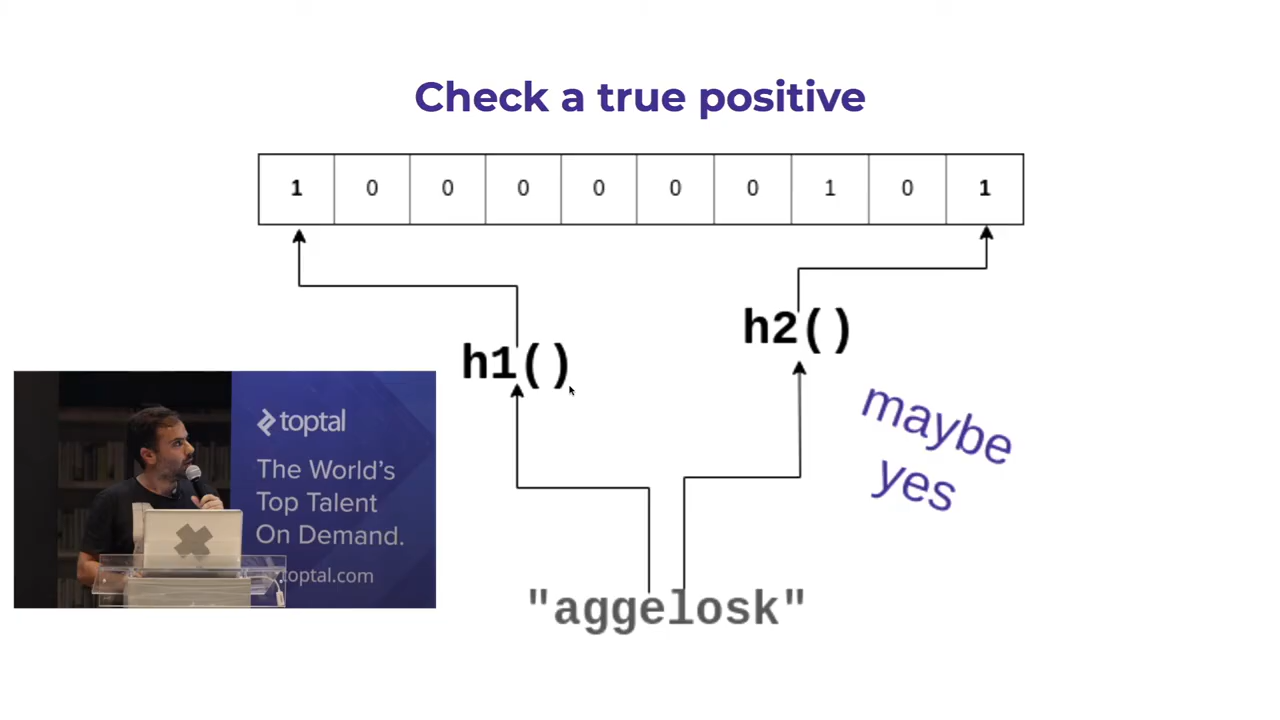 Check a true positive
1 0 0 0 0 0 0 1 0 1
h1()
h2()
maybe
yes
"aggelosk"
toptal
The World's
Top Talent
On Demand.
toptal.com